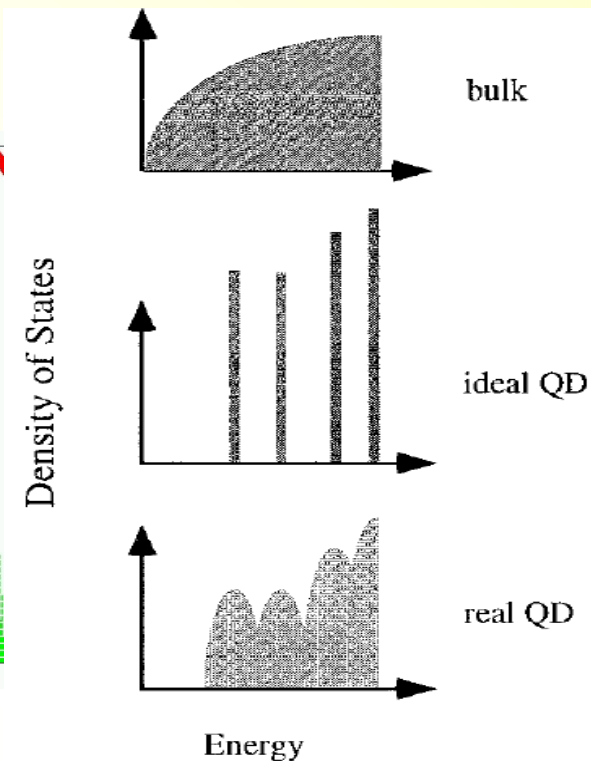 bulk
Density of States
ideal QD
real QD
Energy